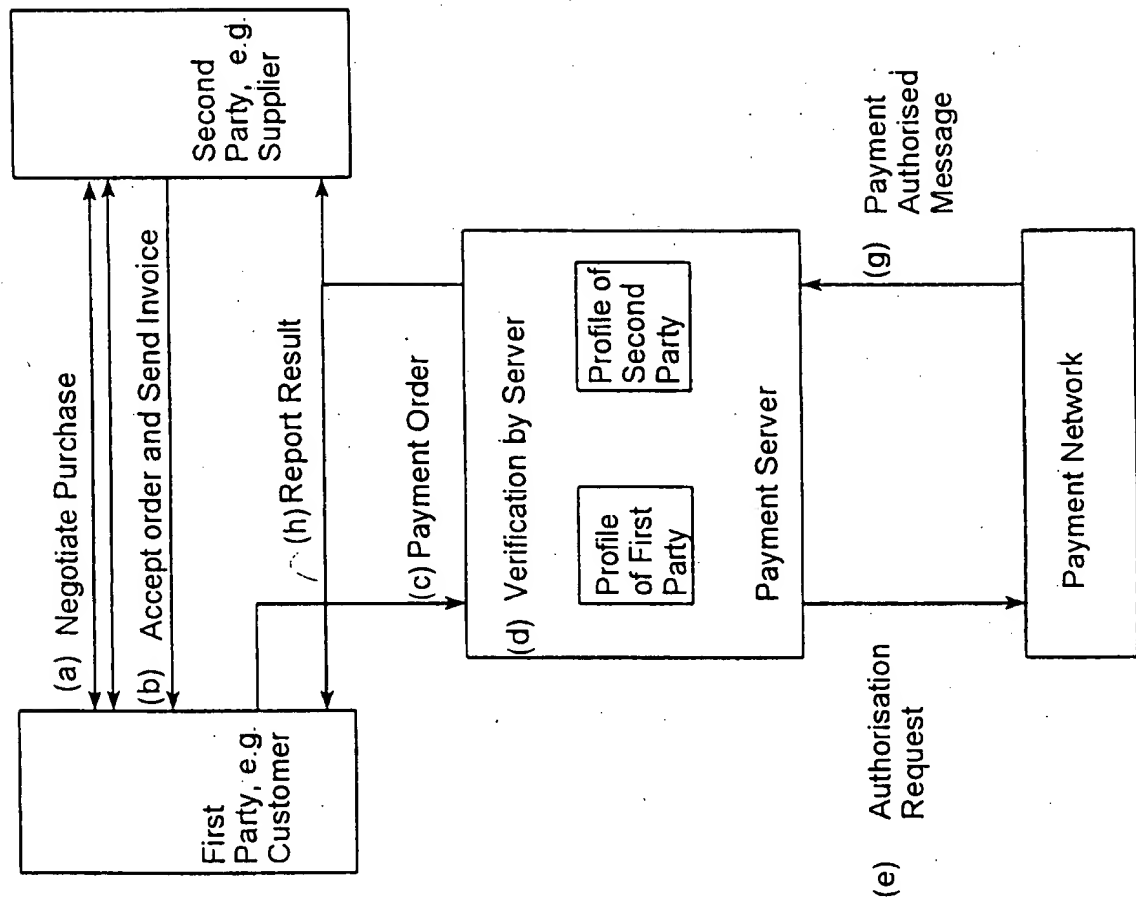 (a) Negotiate Purchase
(b) Accept order and Send Invoice
First
Party, e.g.
Customer
Second
Party, e.g.
Supplier
(h) Report Result
(c) Payment Order
(d) Verification by Server
Profile
of First
Party
Profile of
Second
Party
Payment Server
(e) Authorisation
Request
(g) Payment
Authorised
Message
Payment Network